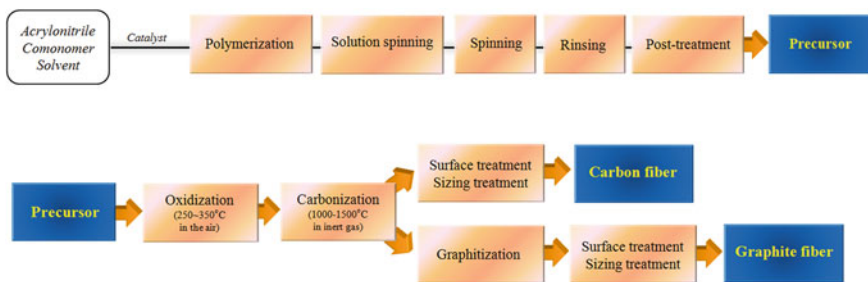 Acrylonitrile
Comonomer
Solvent
Catalyst
Polymerization
Solution spinning
Spinning
Rinsing
Post-treatment
Precursor
Precursor
Oxidization
(250~350°C
in the air)
Carbonization
(1000-1500°C
in inert gas)
Surface treatment
Sizing treatment
Carbon fiber
Graphitization
Surface treatment
Sizing treatment
Graphite fiber